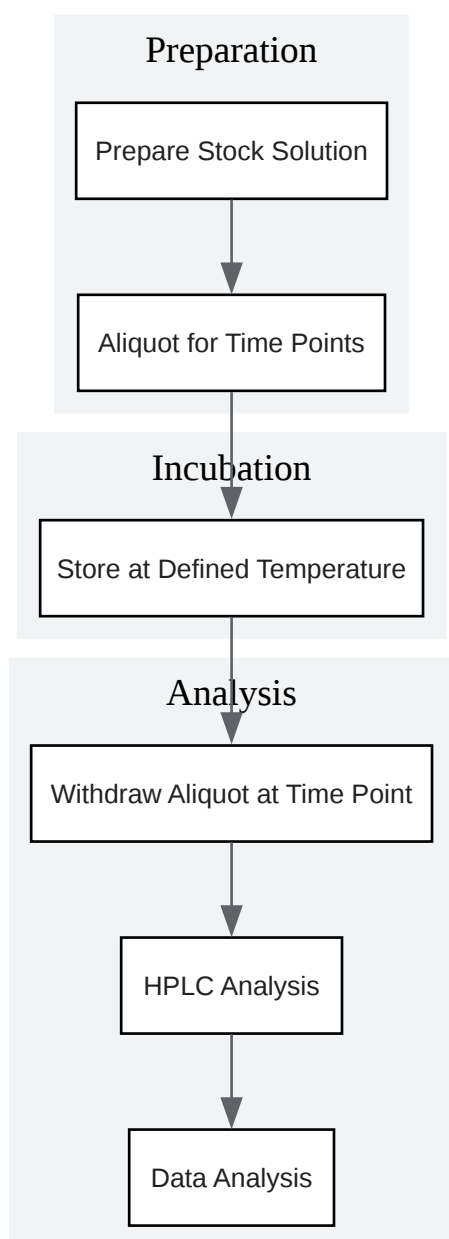 Preparation
Prepare Stock Solution
Aliquot for Time Points
Incubation
Store at Defined Temperature
Analysis
Withdraw Aliquot at Time Point
HPLC Analysis
Data Analysis